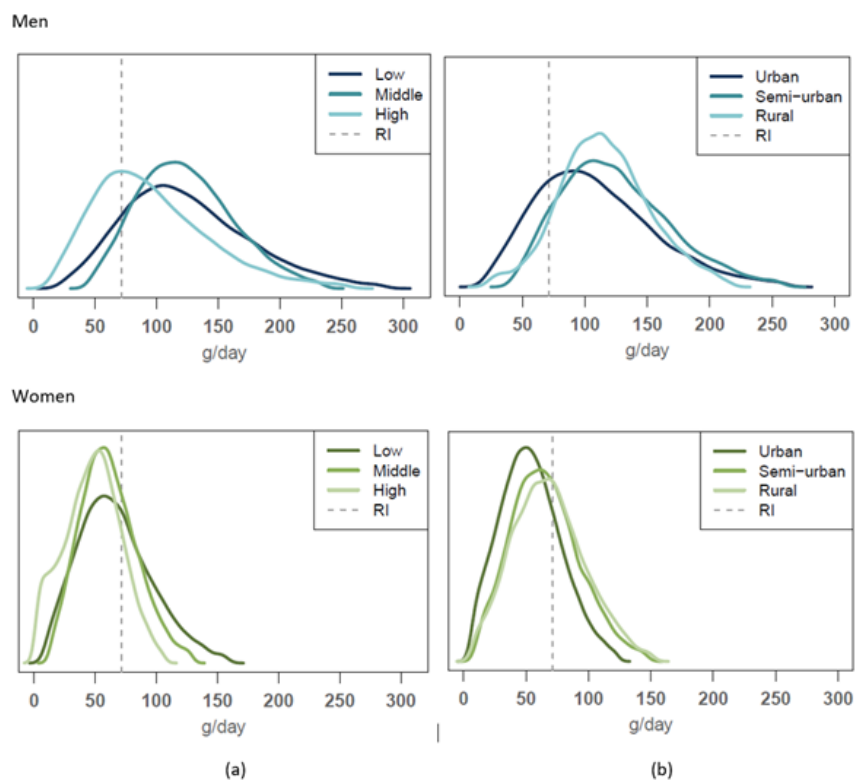 Men
Low
Middle
High
RI
0 50 100 150 200 250 300
g/day
Urban
Semi-urban
Rural
RI
0 50 100 150 200 250 300
g/day
Women
Low
Middle
High
RI
0 50 100 150 200 250 300
g/day
(a)
Urban
Semi-urban
Rural
RI
0 50 100 150 200 250 300
g/day
(b)